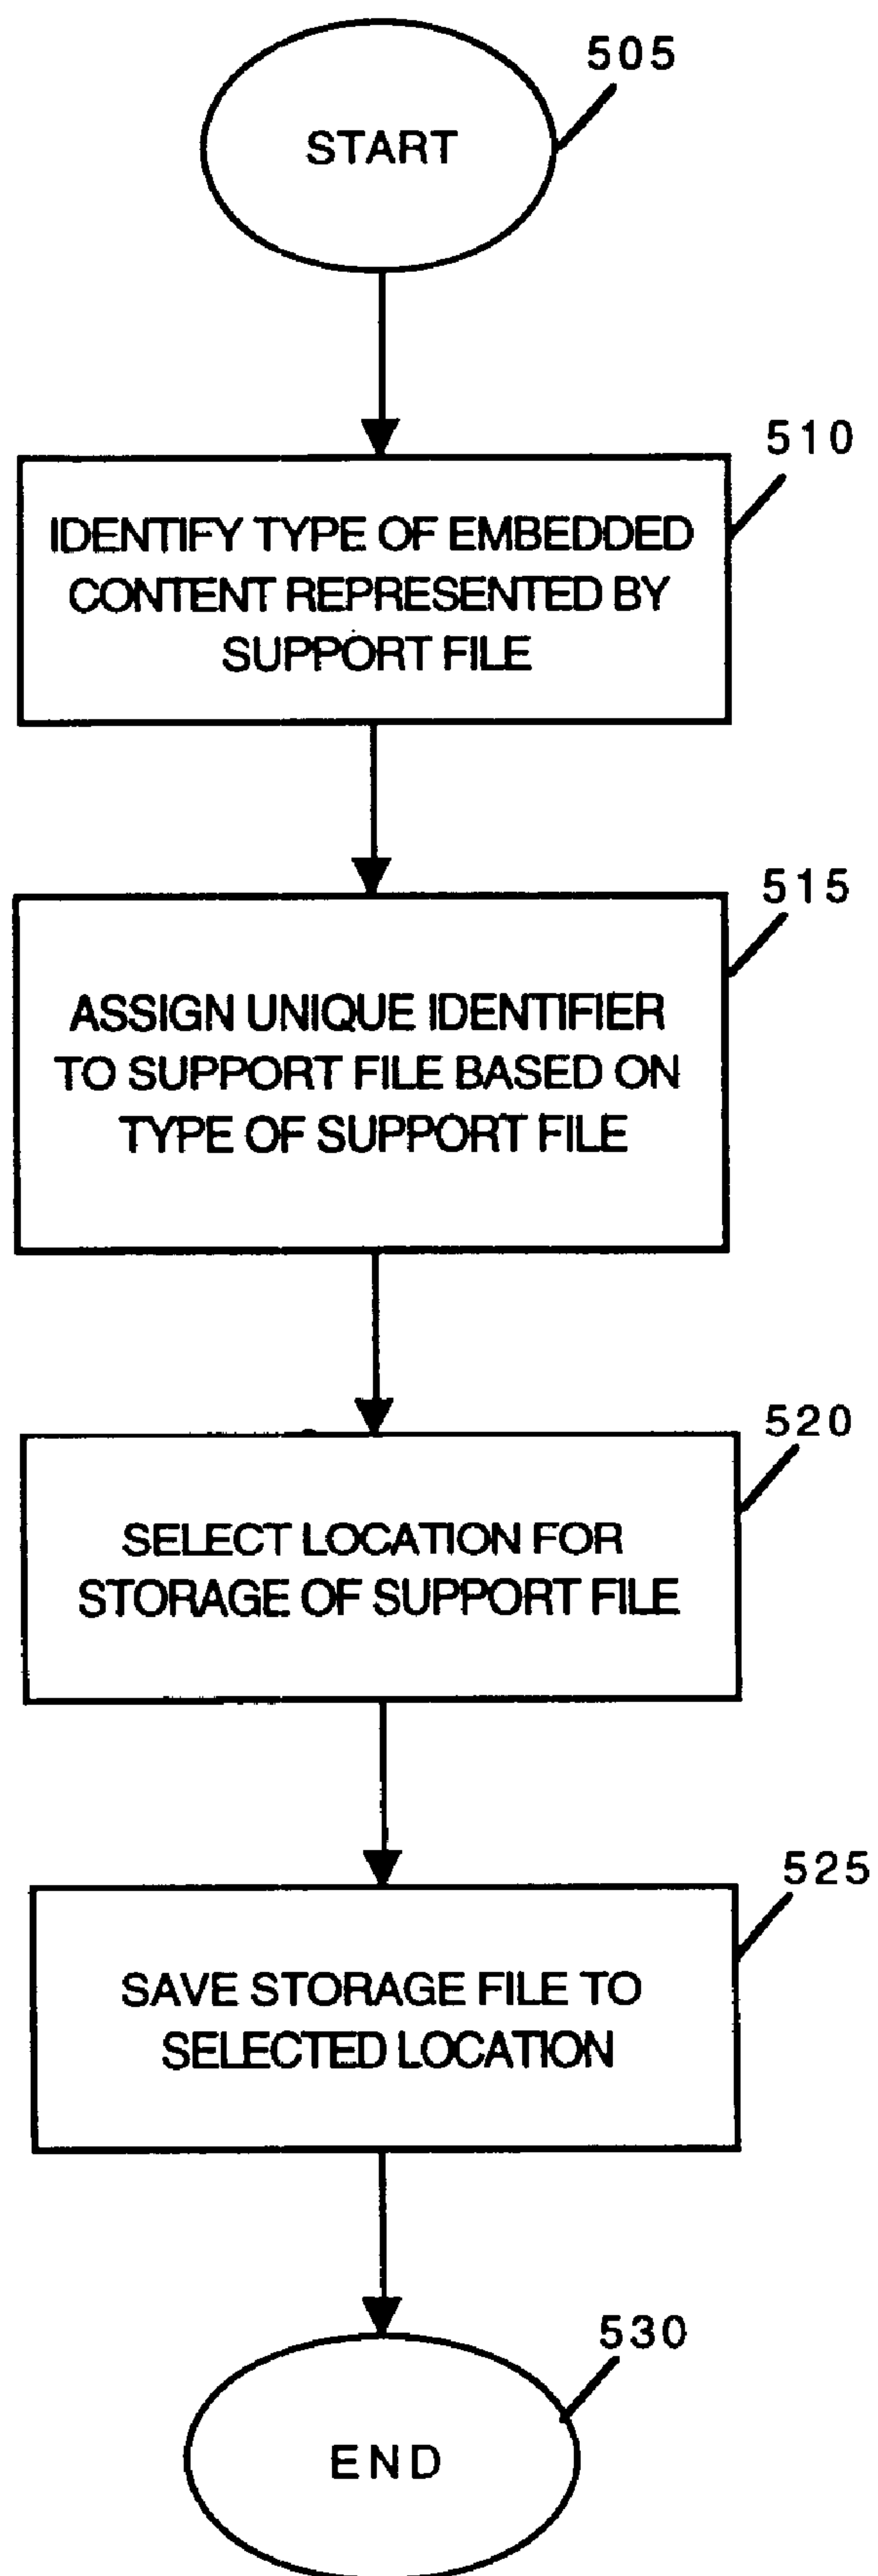 505
START
510
IDENTIFY TYPE OF EMBEDDED
CONTENT REPRESENTED BY
SUPPORT FILE
515
ASSIGN UNIQUE IDENTIFIER
TO SUPPORT FILE BASED ON
TYPE OF SUPPORT FILE
520
SELECT LOCATION FOR
STORAGE OF SUPPORT FILE
525
SAVE STORAGE FILE TO
SELECTED LOCATION
530
END